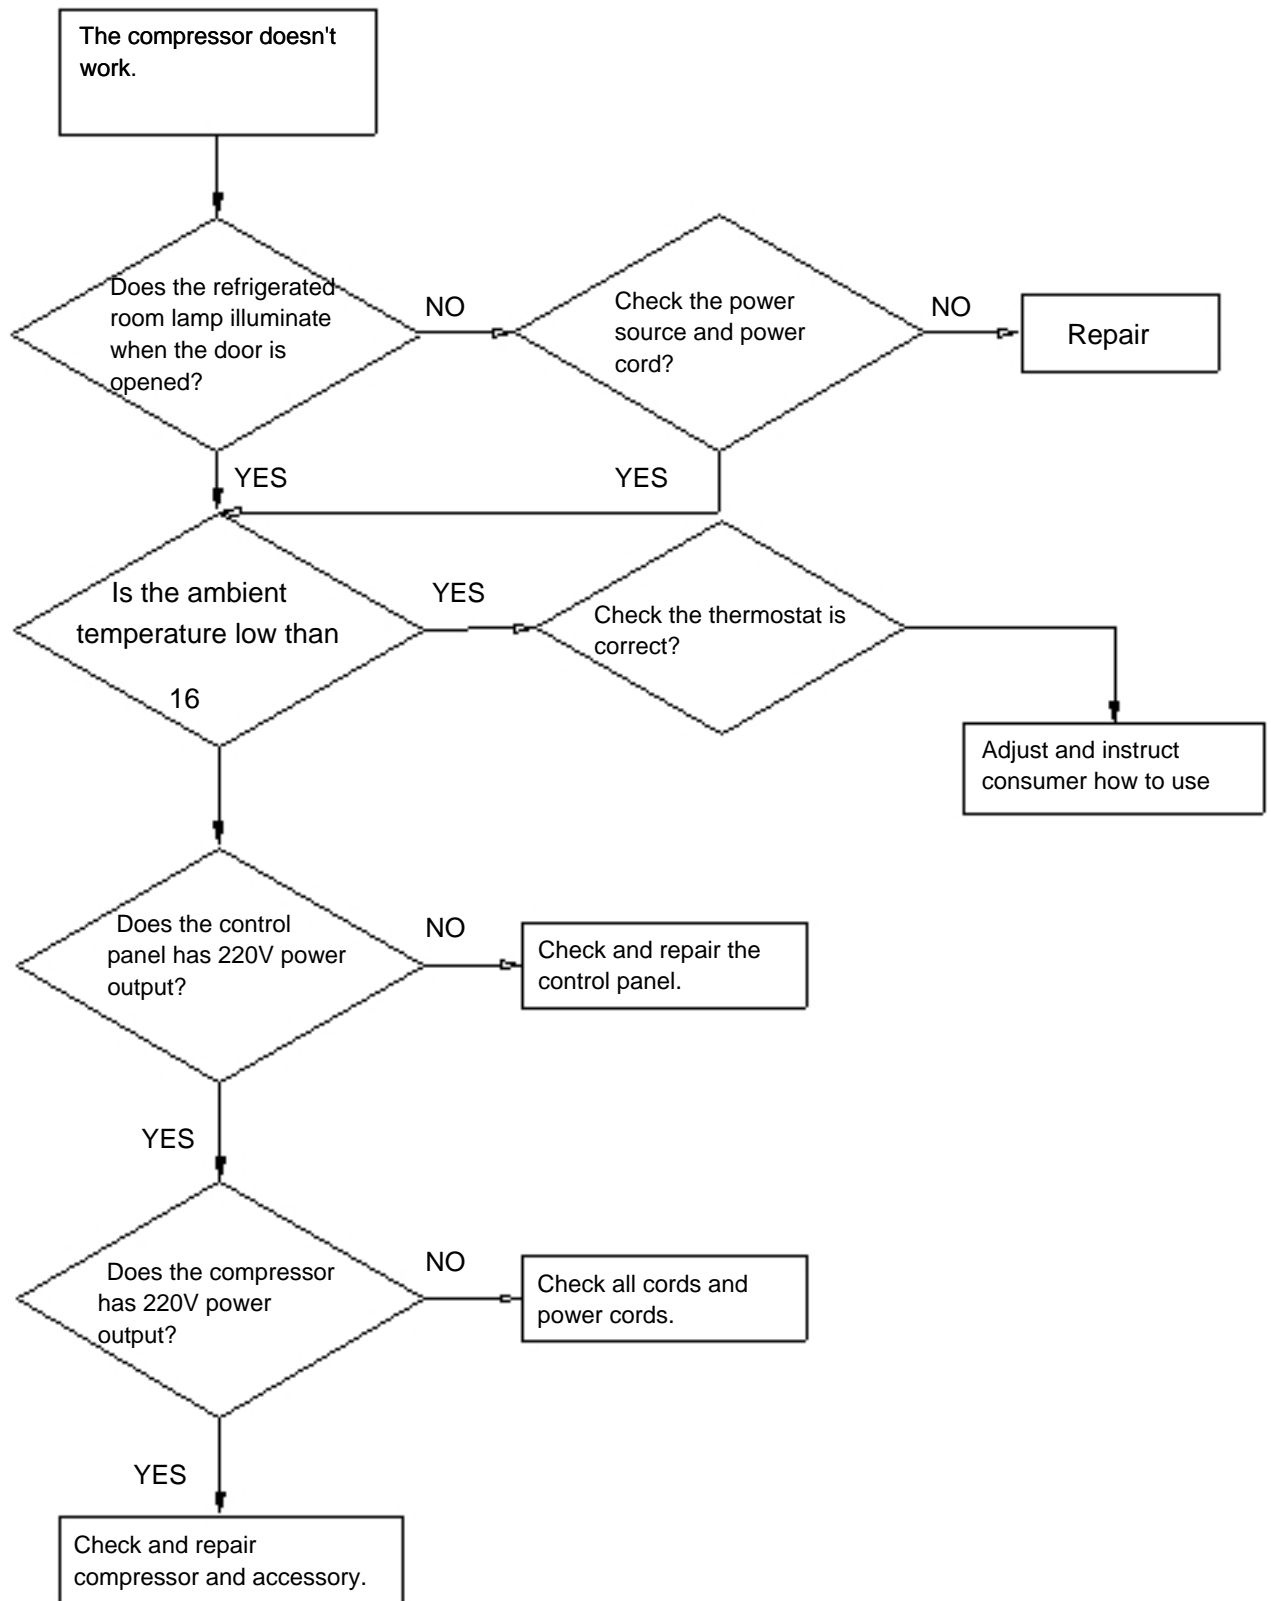 The compressor doesn't
work.
Does the refrigerated
room lamp illuminate
when the door is
opened?
NO
Check the power
source and power
cord?
NO
Repair
YES
YES
Is the ambient
temperature low than
16
YES
Check the thermostat is
correct?
Adjust and instruct
consumer how to use
Does the control
panel has 220V power
output?
NO
Check and repair the
control panel.
YES
Does the compressor
has 220V power
output?
NO
Check all cords and
power cords.
YES
Check and repair
compressor and accessory.